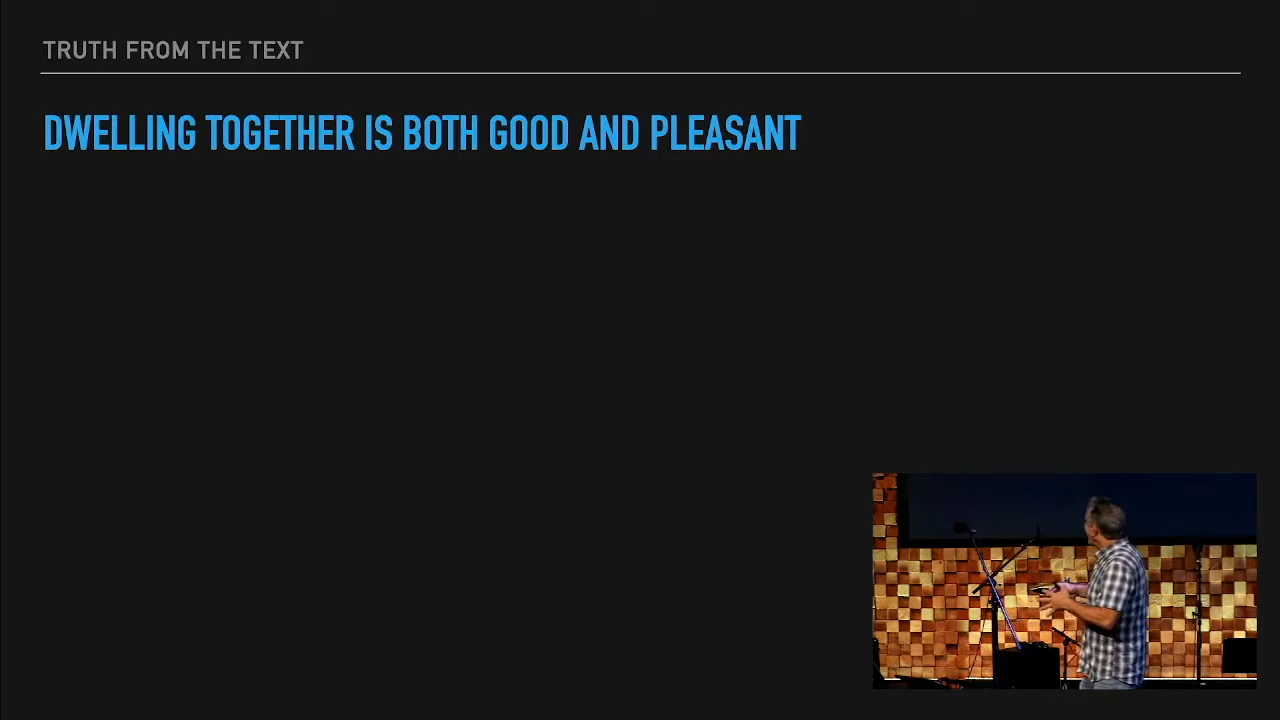 TRUTH FROM THE TEXT
DWELLING TOGETHER IS BOTH GOOD AND PLEASANT